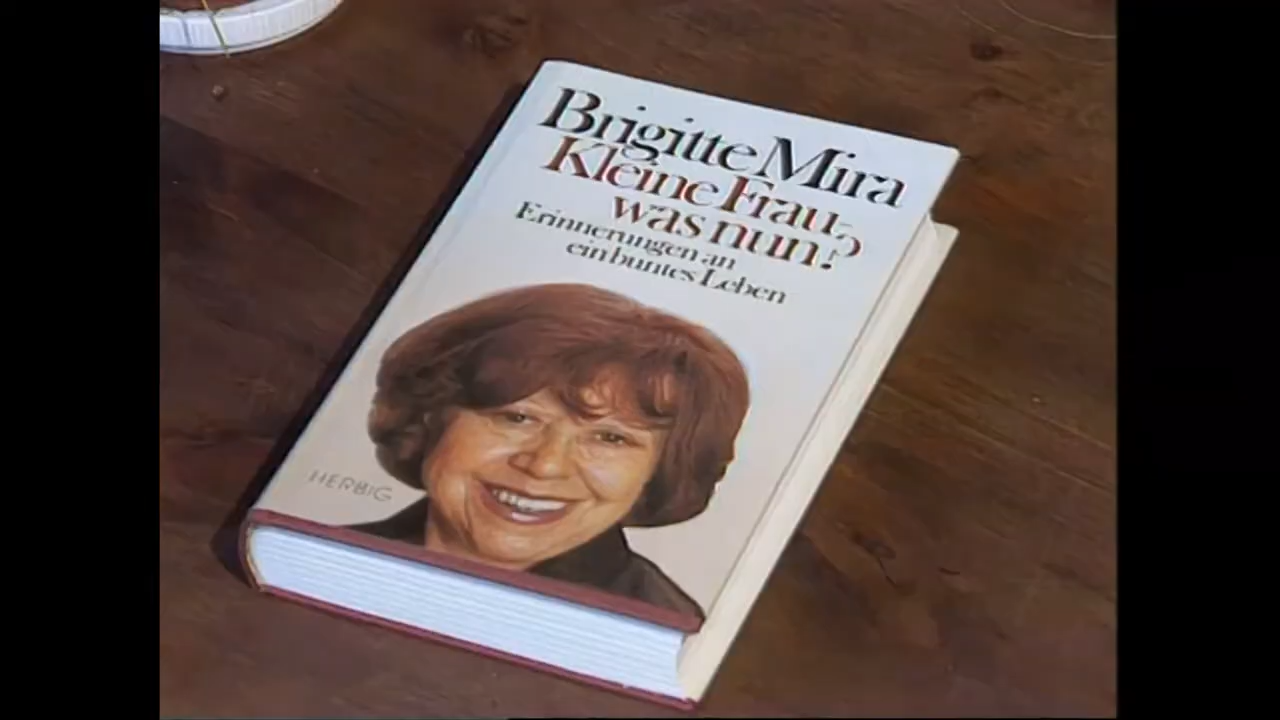 Brigitte Mira
Kleine Frau,
was nun?
Erinnerungen an
ein buntes Leben
HERBIG